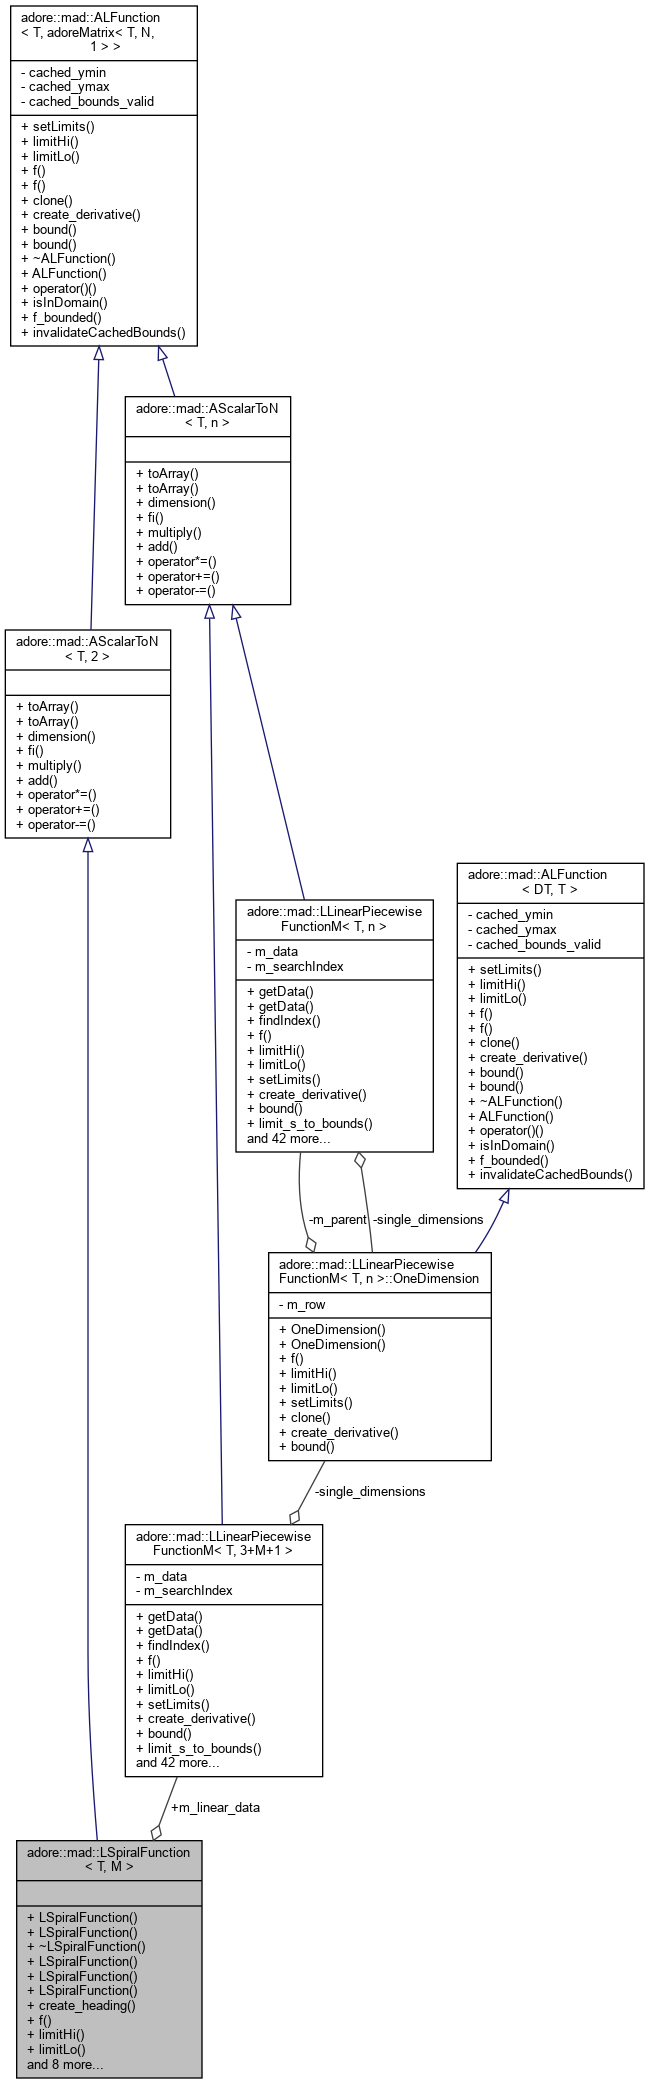 adore::mad::ALFunction
< T, adoreMatrix< T, N,
1 > >
- cached_ymin
- cached_ymax
- cached_bounds_valid
+ setLimits()
+ limitHi()
+ limitLo()
+ f()
+ f()
+ clone()
+ create_derivative()
+ bound()
+ bound()
+ ~ALFunction()
+ ALFunction()
+ operator()()
+ isInDomain()
+ f_bounded()
+ invalidateCachedBounds()
adore::mad::AScalarToN
< T, n >
+ toArray()
+ toArray()
+ dimension()
+ fi()
+ multiply()
+ add()
+ operator*=()
+ operator+=()
+ operator-=()
adore::mad::AScalarToN
< T, 2 >
+ toArray()
+ toArray()
+ dimension()
+ fi()
+ multiply()
+ add()
+ operator*=()
+ operator+=()
+ operator-=()
adore::mad::LLinearPiecewise
FunctionM< T, n >
- m_data
- m_searchIndex
+ getData()
+ getData()
+ findIndex()
+ f()
+ limitHi()
+ limitLo()
+ setLimits()
+ create_derivative()
+ bound()
+ limit_s_to_bounds()
and 42 more...
adore::mad::ALFunction
< DT, T >
- cached_ymin
- cached_ymax
- cached_bounds_valid
+ setLimits()
+ limitHi()
+ limitLo()
+ f()
+ f()
+ clone()
+ create_derivative()
+ bound()
+ bound()
+ ~ALFunction()
+ ALFunction()
+ operator()()
+ isInDomain()
+ f_bounded()
+ invalidateCachedBounds()
-m_parent
-single_dimensions
adore::mad::LLinearPiecewise
FunctionM< T, n >::OneDimension
- m_row
+ OneDimension()
+ OneDimension()
+ f()
+ limitHi()
+ limitLo()
+ setLimits()
+ clone()
+ create_derivative()
+ bound()
-single_dimensions
adore::mad::LLinearPiecewise
FunctionM< T, 3+M+1 >
- m_data
- m_searchIndex
+ getData()
+ getData()
+ findIndex()
+ f()
+ limitHi()
+ limitLo()
+ setLimits()
+ create_derivative()
+ bound()
+ limit_s_to_bounds()
and 42 more...
+m_linear_data
adore::mad::LSpiralFunction
< T, M >
+ LSpiralFunction()
+ LSpiralFunction()
+ ~LSpiralFunction()
+ LSpiralFunction()
+ LSpiralFunction()
+ LSpiralFunction()
+ create_heading()
+ f()
+ limitHi()
+ limitLo()
and 8 more...